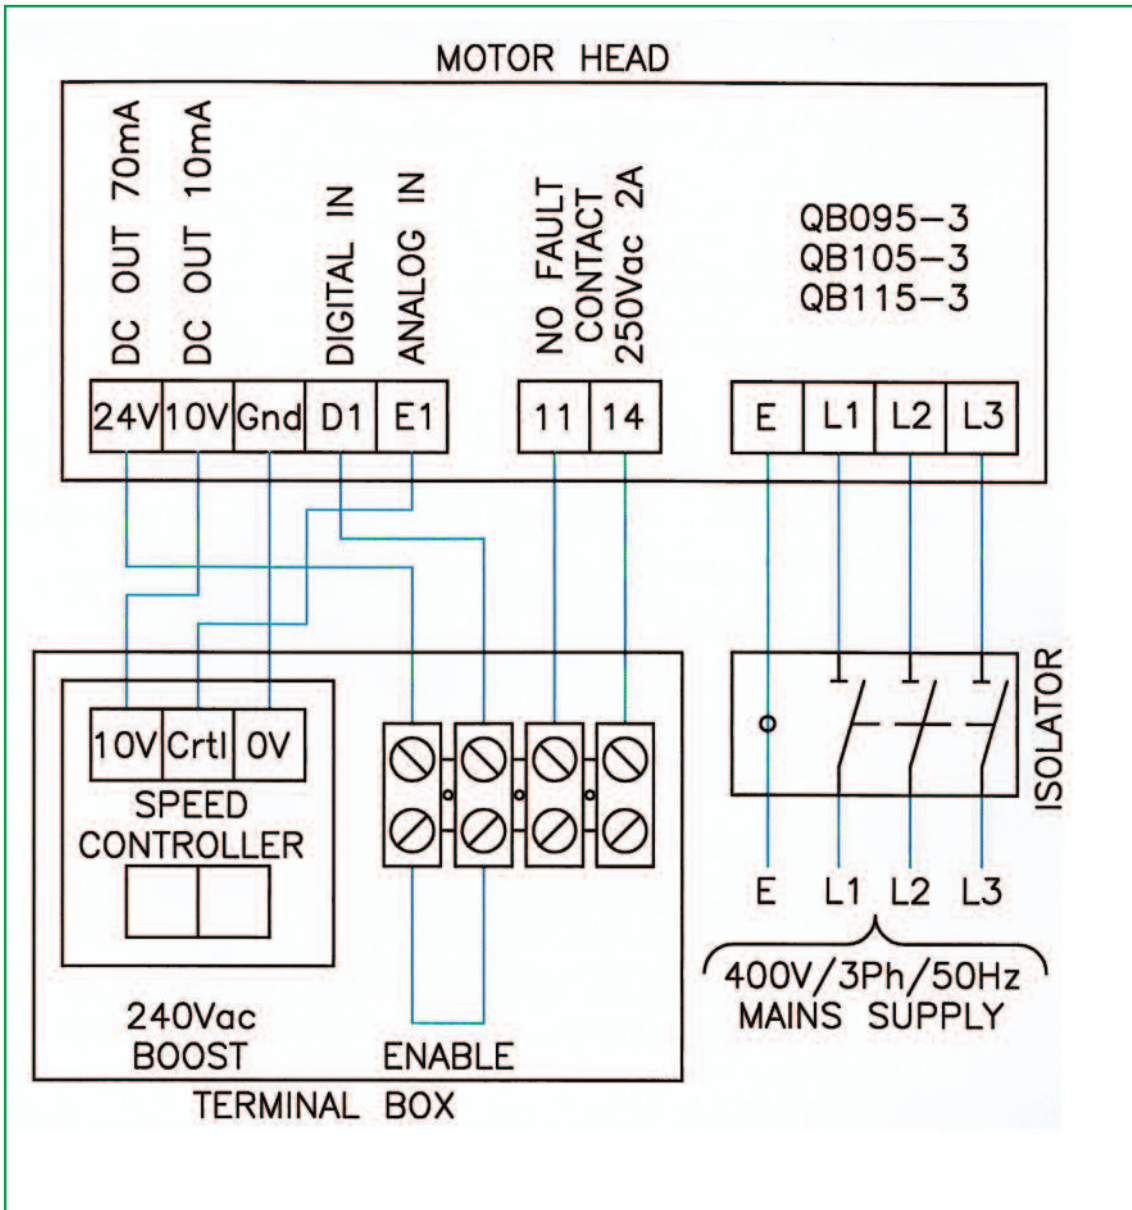 MOTOR HEAD
DC OUT 70mA
DC OUT 10mA
DIGITAL IN
ANALOG IN
NO FAULT
CONTACT
250Vac 2A
QB095-3
QB105-3
QB115-3
24V 10V Gnd D1 E1
11 14
E L1 L2 L3
ISOLATOR
10V Crtl 0V
SPEED
CONTROLLER
E L1 L2 L3
400V/3Ph/50Hz
MAINS SUPPLY
240Vac
BOOST
ENABLE
TERMINAL BOX